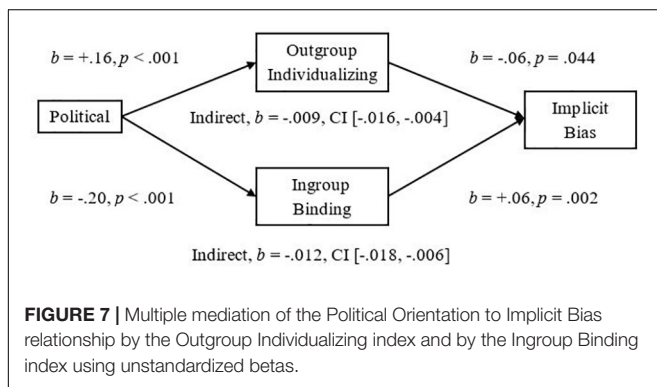 b = +.16, p < .001
Outgroup
Individualizing
b = -.06, p = .044
Indirect, b = -.009, CI [-.016, -.004]
Political
Implicit
Bias
b = -.20, p < .001
Ingroup
Binding
b = +.06, p = .002
Indirect, b = -.012, CI [-.018, -.006]
FIGURE 7 | Multiple mediation of the Political Orientation to Implicit Bias
relationship by the Outgroup Individualizing index and by the Ingroup Binding
index using unstandardized betas.